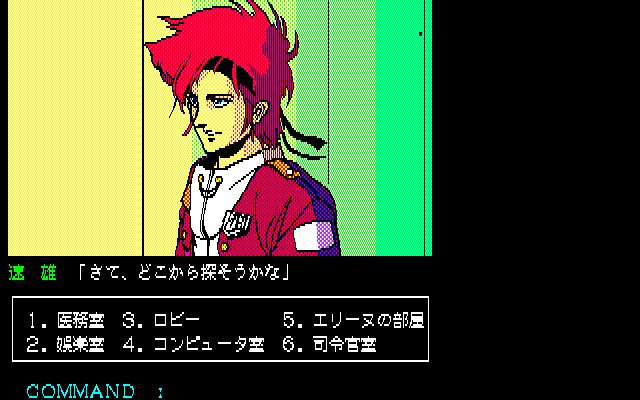 速 雄 「さて、どこから探そうかな」
1. 医務室 3. ロビー 5. エリーヌの部屋
2. 娯楽室 4. コンピュータ室 6. 司令官室
COMMAND :